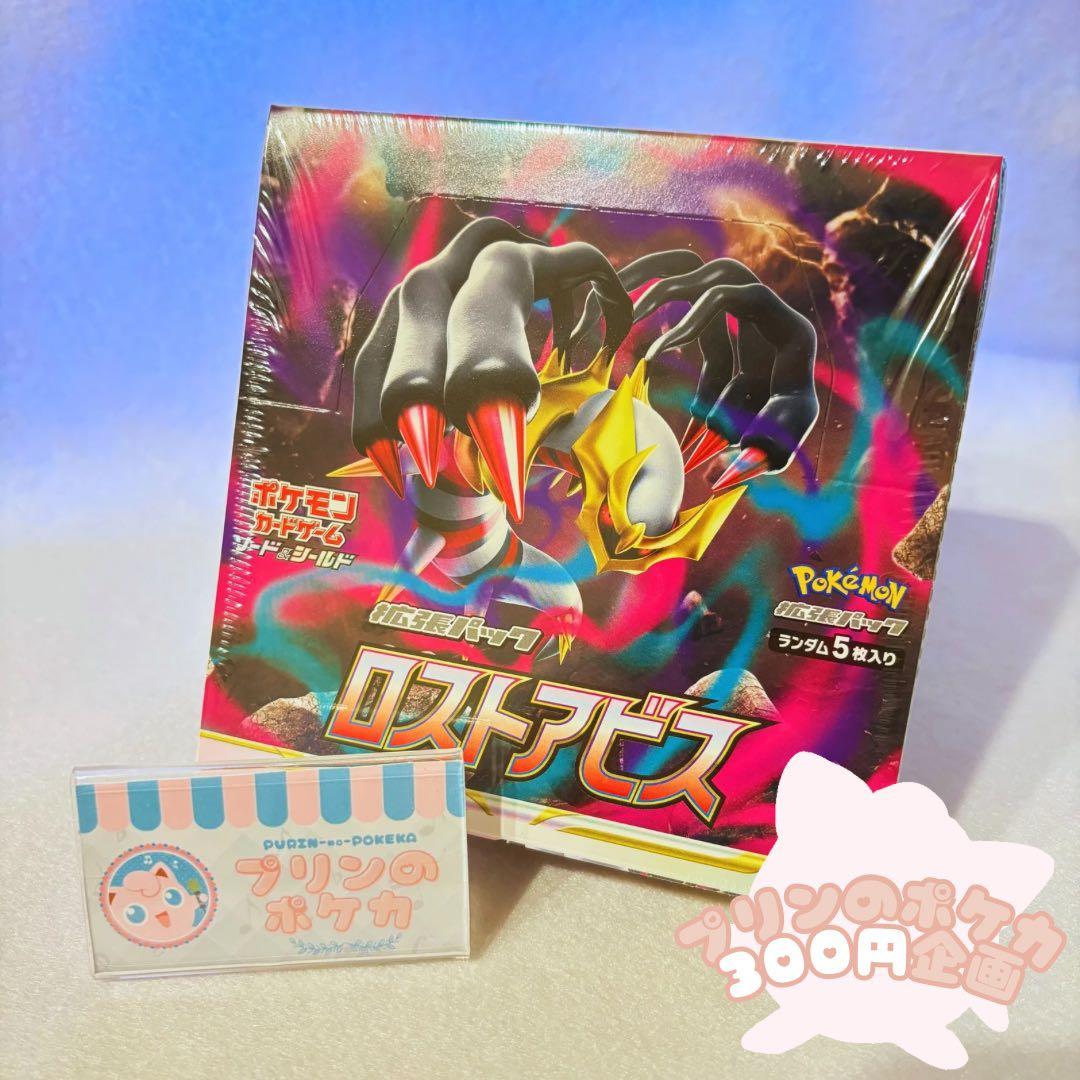 ポケモン
カードゲーム
ソード&シールド
拡張パック
ロストアビス
POKéMON
拡張パック
ランダム5枚入り
PURIN-no-POKEKA
プリンの
ポケカ
プリンのポケカ
300円企画